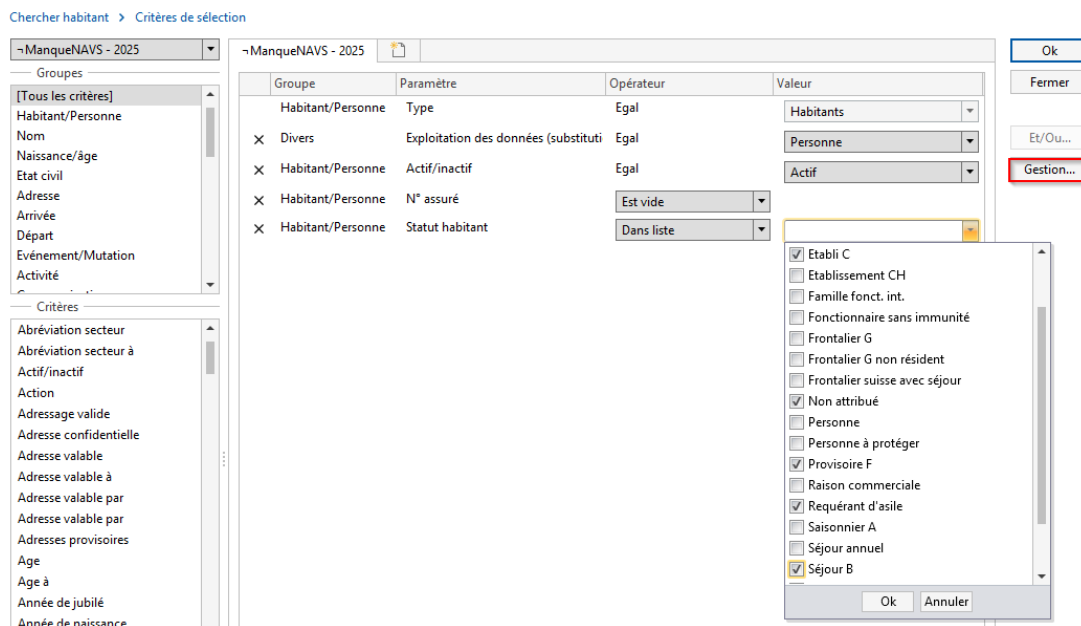 Chercher habitant > Critères de sélection
¬ManqueNAVS - 2025
Groupes
[Tous les critères]
Habitant/Personne
Nom
Naissance/âge
Etat civil
Adresse
Arrivée
Départ
Evénement/Mutation
Activité
Critères
Abréviation secteur
Abréviation secteur à
Actif/inactif
Action
Adressage valide
Adresse confidentielle
Adresse valable
Adresse valable à
Adresse valable par
Adresse valable par
Adresses provisoires
Age
Age à
Année de jubilé
Année de naissance
¬ManqueNAVS - 2025
Groupe Paramètre Opérateur Valeur
Habitant/Personne Type Egal Habitants
Divers Exploitation des données (substituti Egal Personne
Habitant/Personne Actif/inactif Egal Actif
Habitant/Personne N° assuré Est vide
Habitant/Personne Statut habitant Dans liste
Etabli C
Etablissement CH
Famille fonct. int.
Fonctionnaire sans immunité
Frontalier G
Frontalier G non résident
Frontalier suisse avec séjour
Non attribué
Personne
Personne à protéger
Provisoire F
Raison commerciale
Requérant d'asile
Saisonnier A
Séjour annuel
Séjour B
Ok Annuler
Ok
Fermer
Et/Ou...
Gestion...